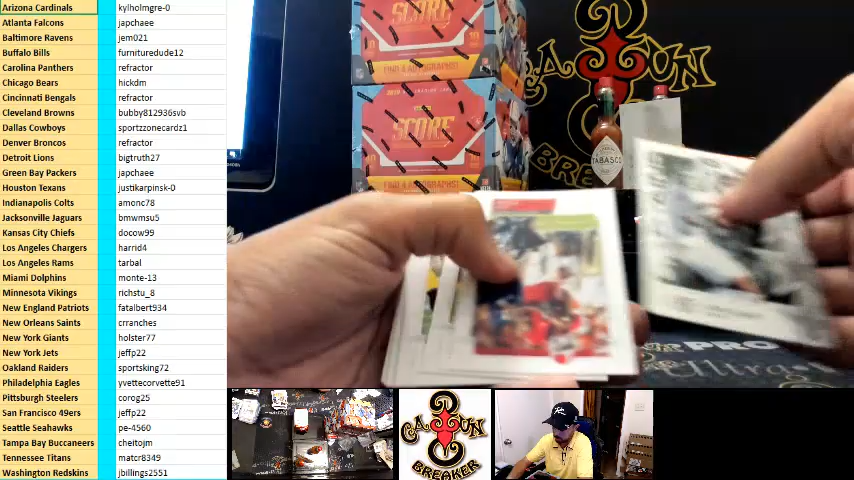 Arizona Cardinals kylholmgre-0
Atlanta Falcons japchaee
Baltimore Ravens jem021
Buffalo Bills furnituredude12
Carolina Panthers refractor
Chicago Bears hickdm
Cincinnati Bengals refractor
Cleveland Browns bubby812936svb
Dallas Cowboys sportzzonecardz1
Denver Broncos refractor
Detroit Lions bigtruth27
Green Bay Packers japchaee
Houston Texans justikarpinsk-0
Indianapolis Colts amonc78
Jacksonville Jaguars bmwmsu5
Kansas City Chiefs docow99
Los Angeles Chargers harrid4
Los Angeles Rams tarbal
Miami Dolphins monte-13
Minnesota Vikings richstu_8
New England Patriots fatalbert934
New Orleans Saints crranches
New York Giants holster77
New York Jets jeffp22
Oakland Raiders sportsking72
Philadelphia Eagles yvettecorvette91
Pittsburgh Steelers corog25
San Francisco 49ers jeffp22
Seattle Seahawks pe-4560
Tampa Bay Buccaneers cheitojm
Tennessee Titans matcr8349
Washington Redskins jbillings2551
SCORE
SCORE
CAJUN
BREAKER
TABASCO
PRO
Ultra
CAJUN
BREAKER